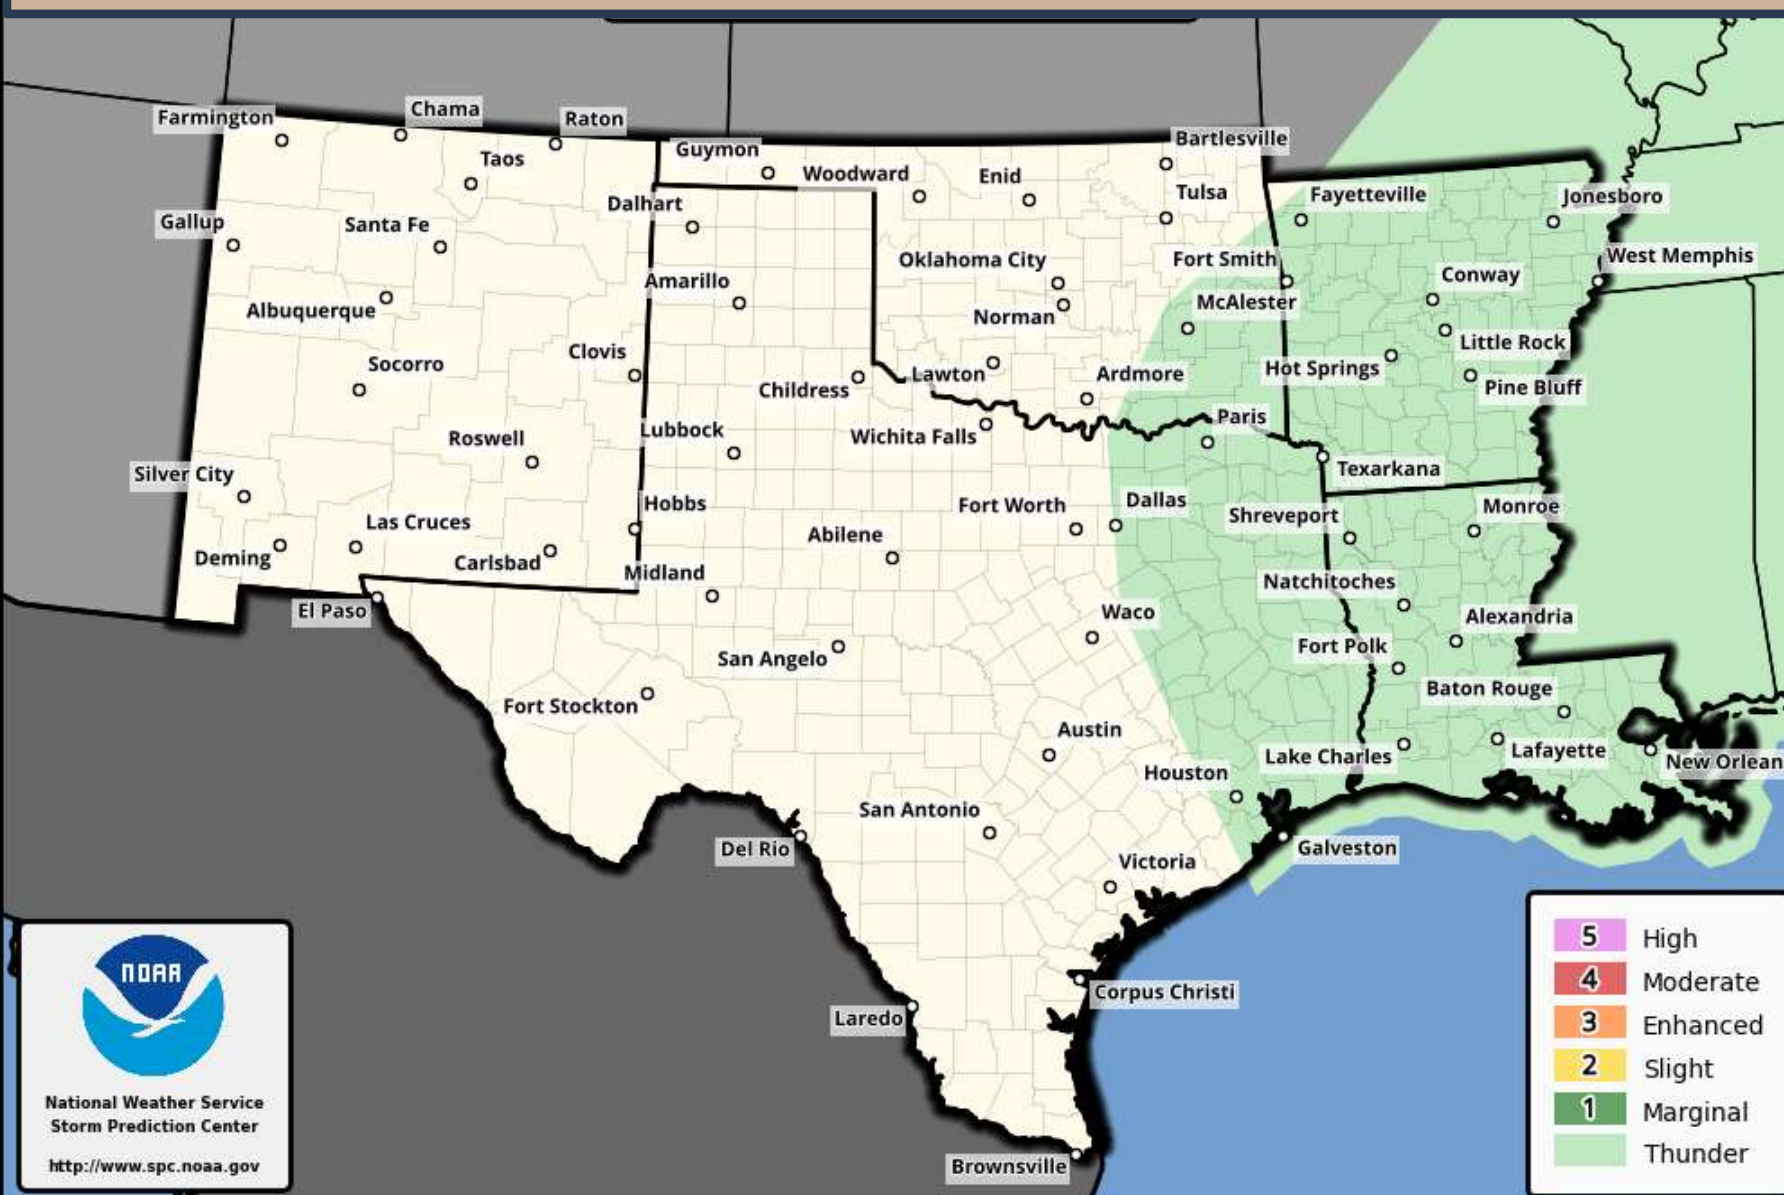 Farmington
Chama
Raton
Taos
Guymon
Woodward
Enid
Bartlesville
Tulsa
Fayetteville
Jonesboro
Gallup
Santa Fe
Dalhart
Oklahoma City
Fort Smith
West Memphis
Conway
Albuquerque
Amarillo
Norman
McAlester
Little Rock
Socorro
Clovis
Childress
Lawton
Ardmore
Hot Springs
Pine Bluff
Roswell
Lubbock
Wichita Falls
Paris
Texarkana
Silver City
Hobbs
Fort Worth
Dallas
Shreveport
Monroe
Las Cruces
Abilene
Deming
Carlsbad
Midland
Natchitoches
El Paso
Waco
Alexandria
San Angelo
Fort Polk
Fort Stockton
Baton Rouge
Austin
Houston
Lake Charles
Lafayette
New Orlean
San Antonio
Del Rio
Victoria
Galveston
Corpus Christi
Laredo
Brownsville
NOAA
National Weather Service
Storm Prediction Center
http://www.spc.noaa.gov
5 High
4 Moderate
3 Enhanced
2 Slight
1 Marginal
Thunder